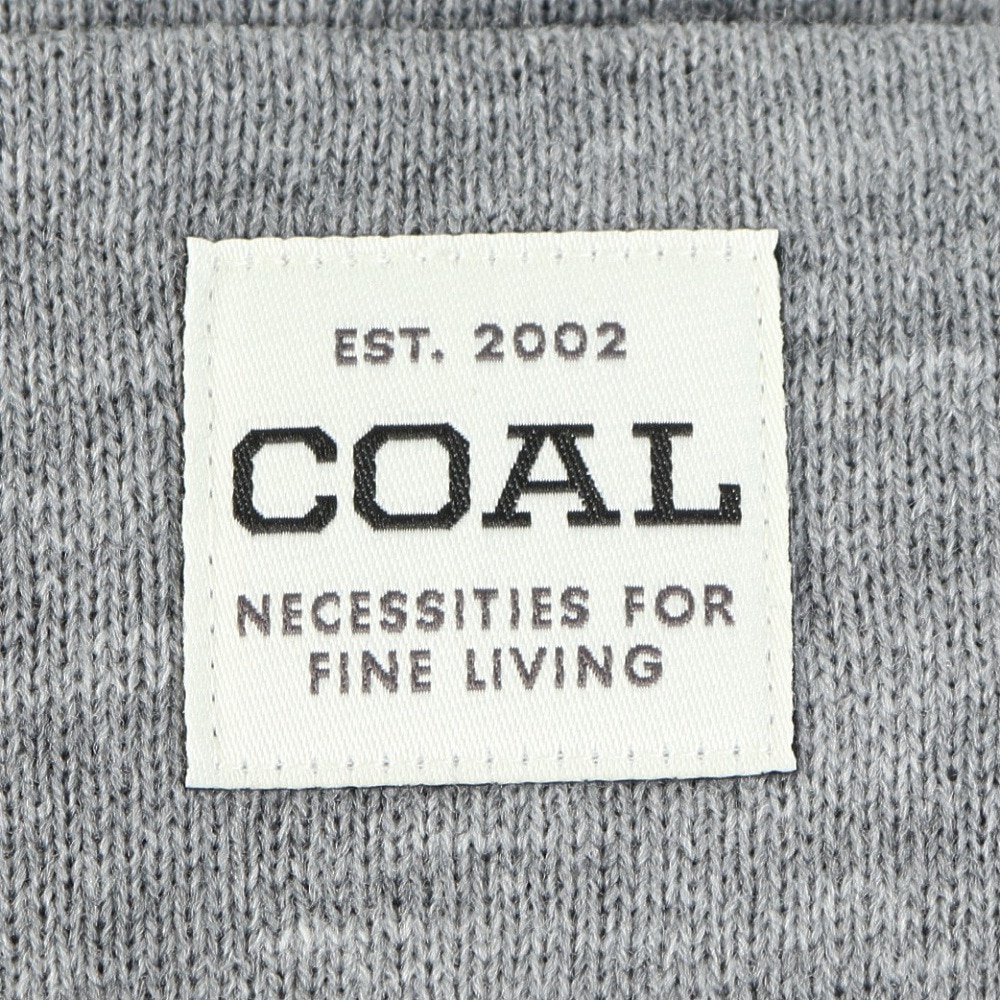 EST. 2002
COAL
NECESSITIES FOR
FINE LIVING